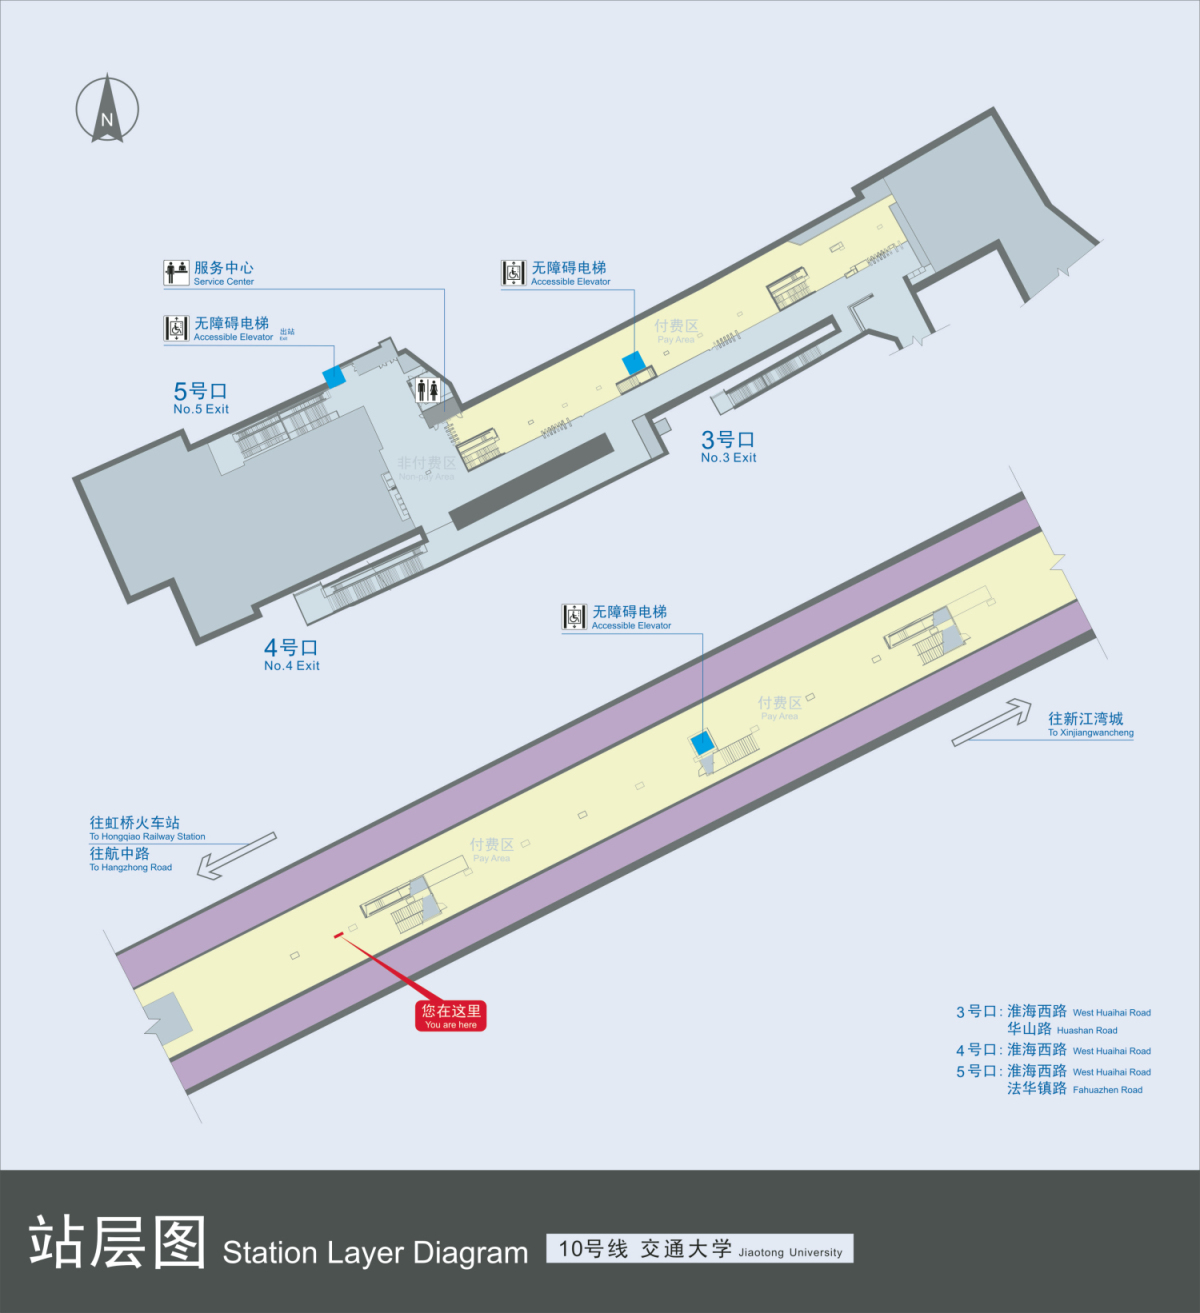 N
服务中心
Service Center
无障碍电梯
Accessible Elevator
出站
Exit
5号口
No.5 Exit
无障碍电梯
Accessible Elevator
付费区
Pay Area
非付费区
Non-pay Area
3号口
No.3 Exit
4号口
No.4 Exit
无障碍电梯
Accessible Elevator
付费区
Pay Area
往新江湾城
To Xinjiangwancheng
往虹桥火车站
To Hongqiao Railway Station
往航中路
To Hangzhong Road
付费区
Pay Area
您在这里
You are here
3号口: 淮海西路 West Huaihai Road
华山路 Huashan Road
4号口: 淮海西路 West Huaihai Road
5号口: 淮海西路 West Huaihai Road
法华镇路 Fahuazhen Road
站层图 Station Layer Diagram
10号线 交通大学 Jiaotong University